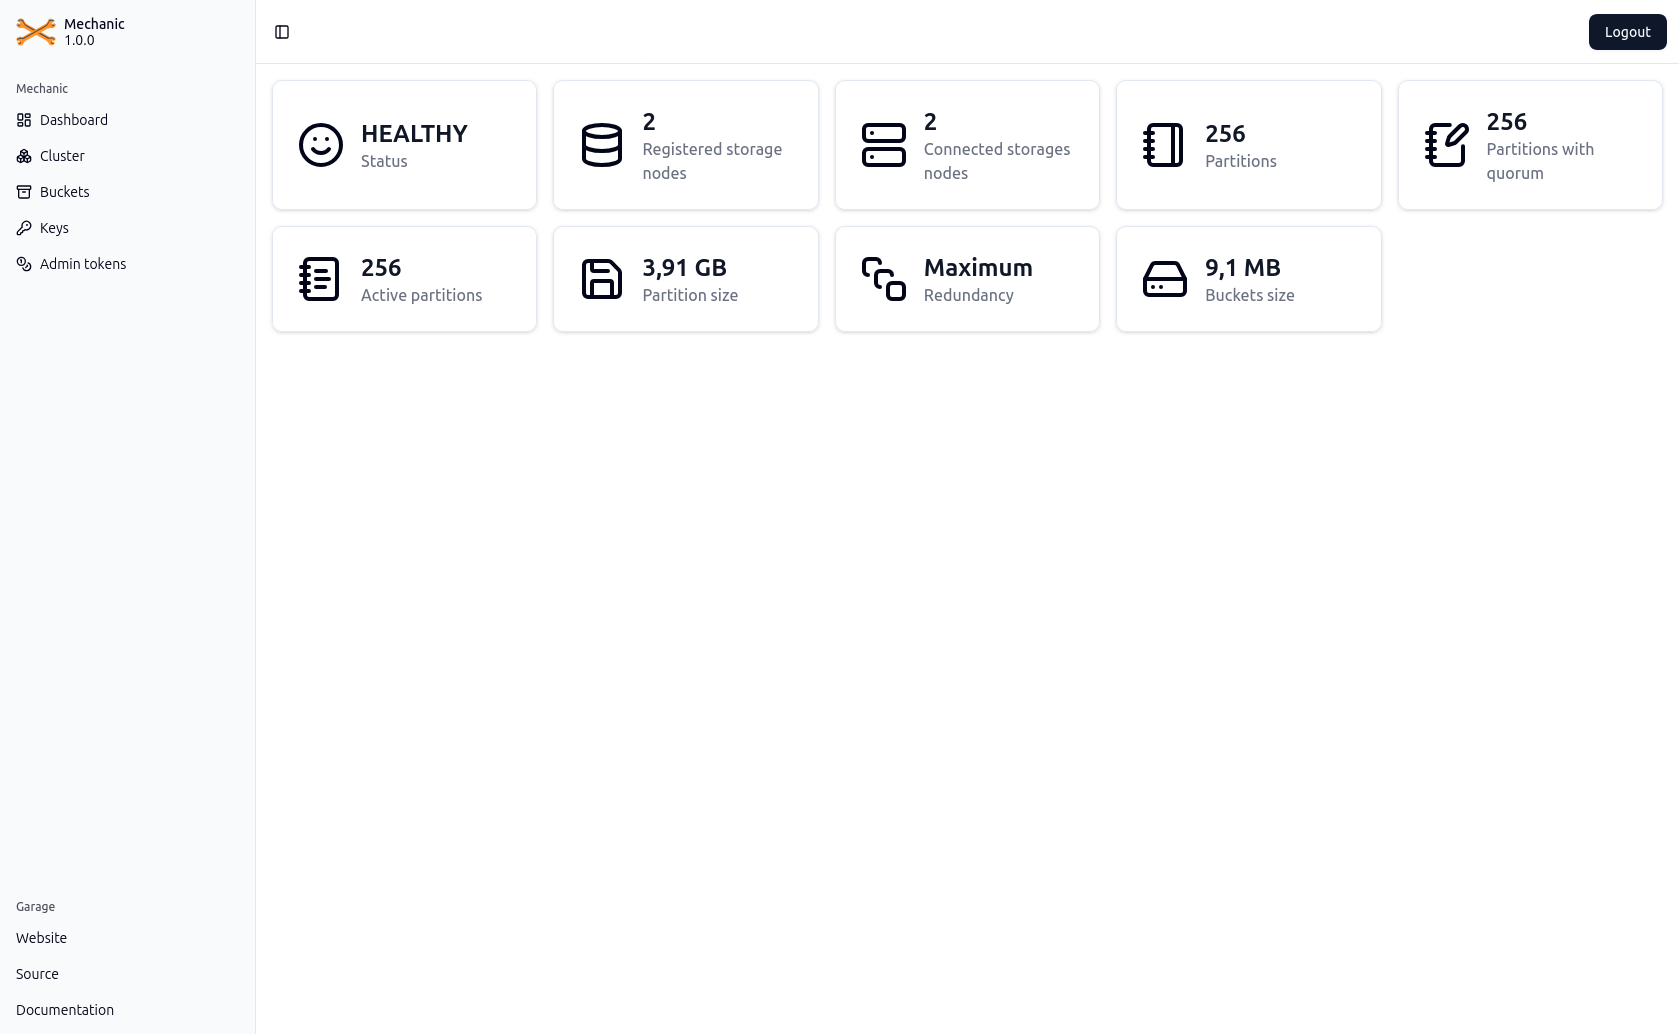 Mechanic
1.0.0
Logout
Mechanic
Dashboard
Cluster
Buckets
Keys
Admin tokens
HEALTHY
Status
2
Registered storage
nodes
2
Connected storages
nodes
256
Partitions
256
Partitions with
quorum
256
Active partitions
3,91 GB
Partition size
Maximum
Redundancy
9,1 MB
Buckets size
Garage
Website
Source
Documentation